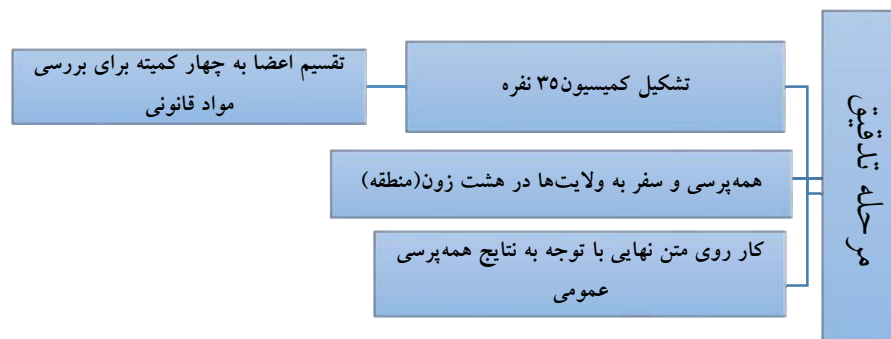 مرحله تدقیق
تشکیل کمیسیون۳۵ نفره
تقسیم اعضا به چهار کمیته برای بررسی
مواد قانونی
همه‌پرسی و سفر به ولایت‌ها در هشت زون(منطقه)
کار روی متن نهایی با توجه به نتایج همه‌پرسی
عمومی